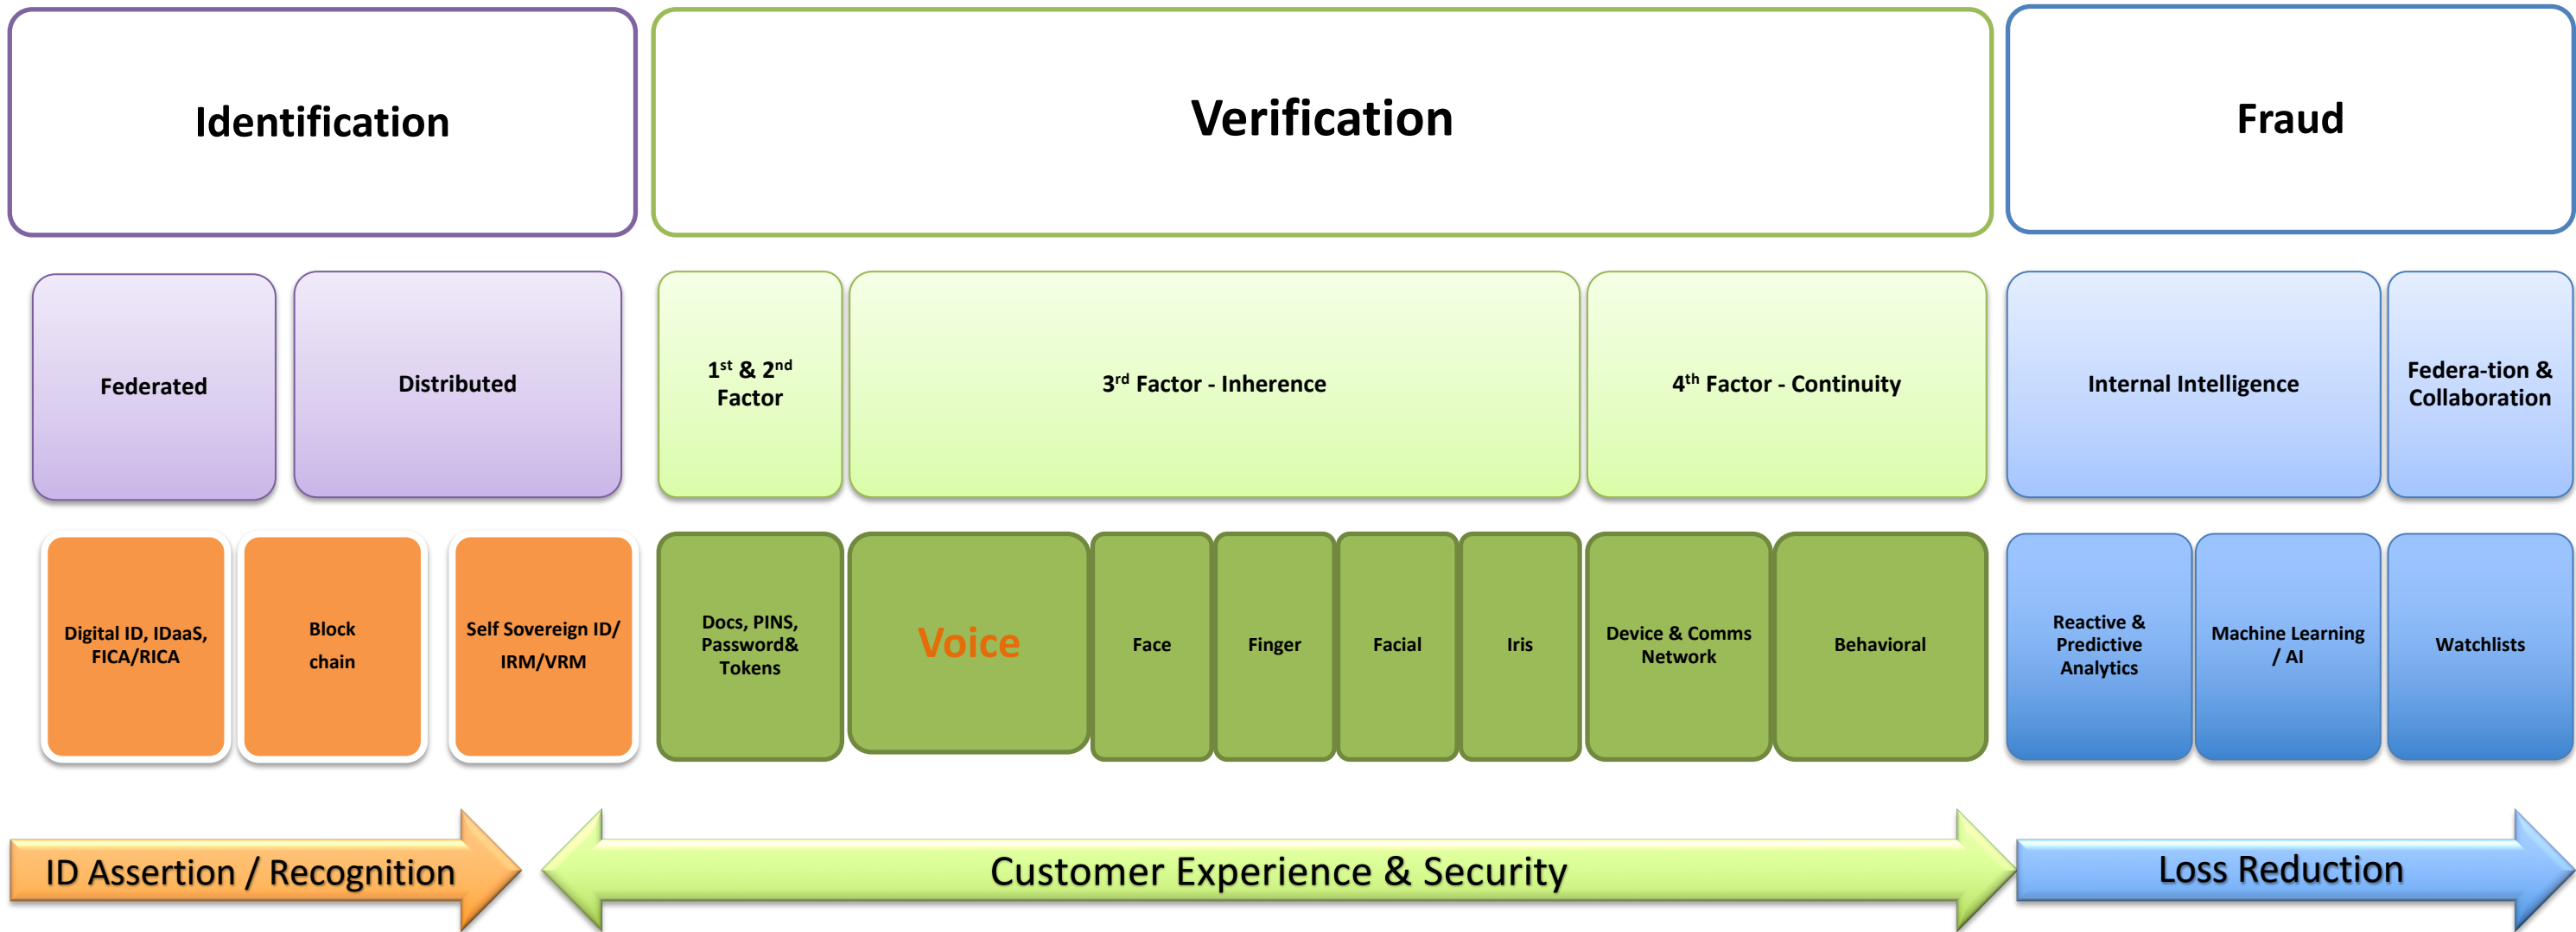 Identification
Verification
Fraud
Federated
Distributed
1st & 2nd
Factor
3rd Factor - Inherence
4th Factor - Continuity
Internal Intelligence
Federa-tion &
Collaboration
Digital ID, IDaaS,
FICA/RICA
Block
chain
Self Sovereign ID/
IRM/VRM
Docs, PINS,
Password&
Tokens
Voice
Face
Finger
Facial
Iris
Device & Comms
Network
Behavioral
Reactive &
Predictive
Analytics
Machine Learning
/ AI
Watchlists
ID Assertion / Recognition
Customer Experience & Security
Loss Reduction